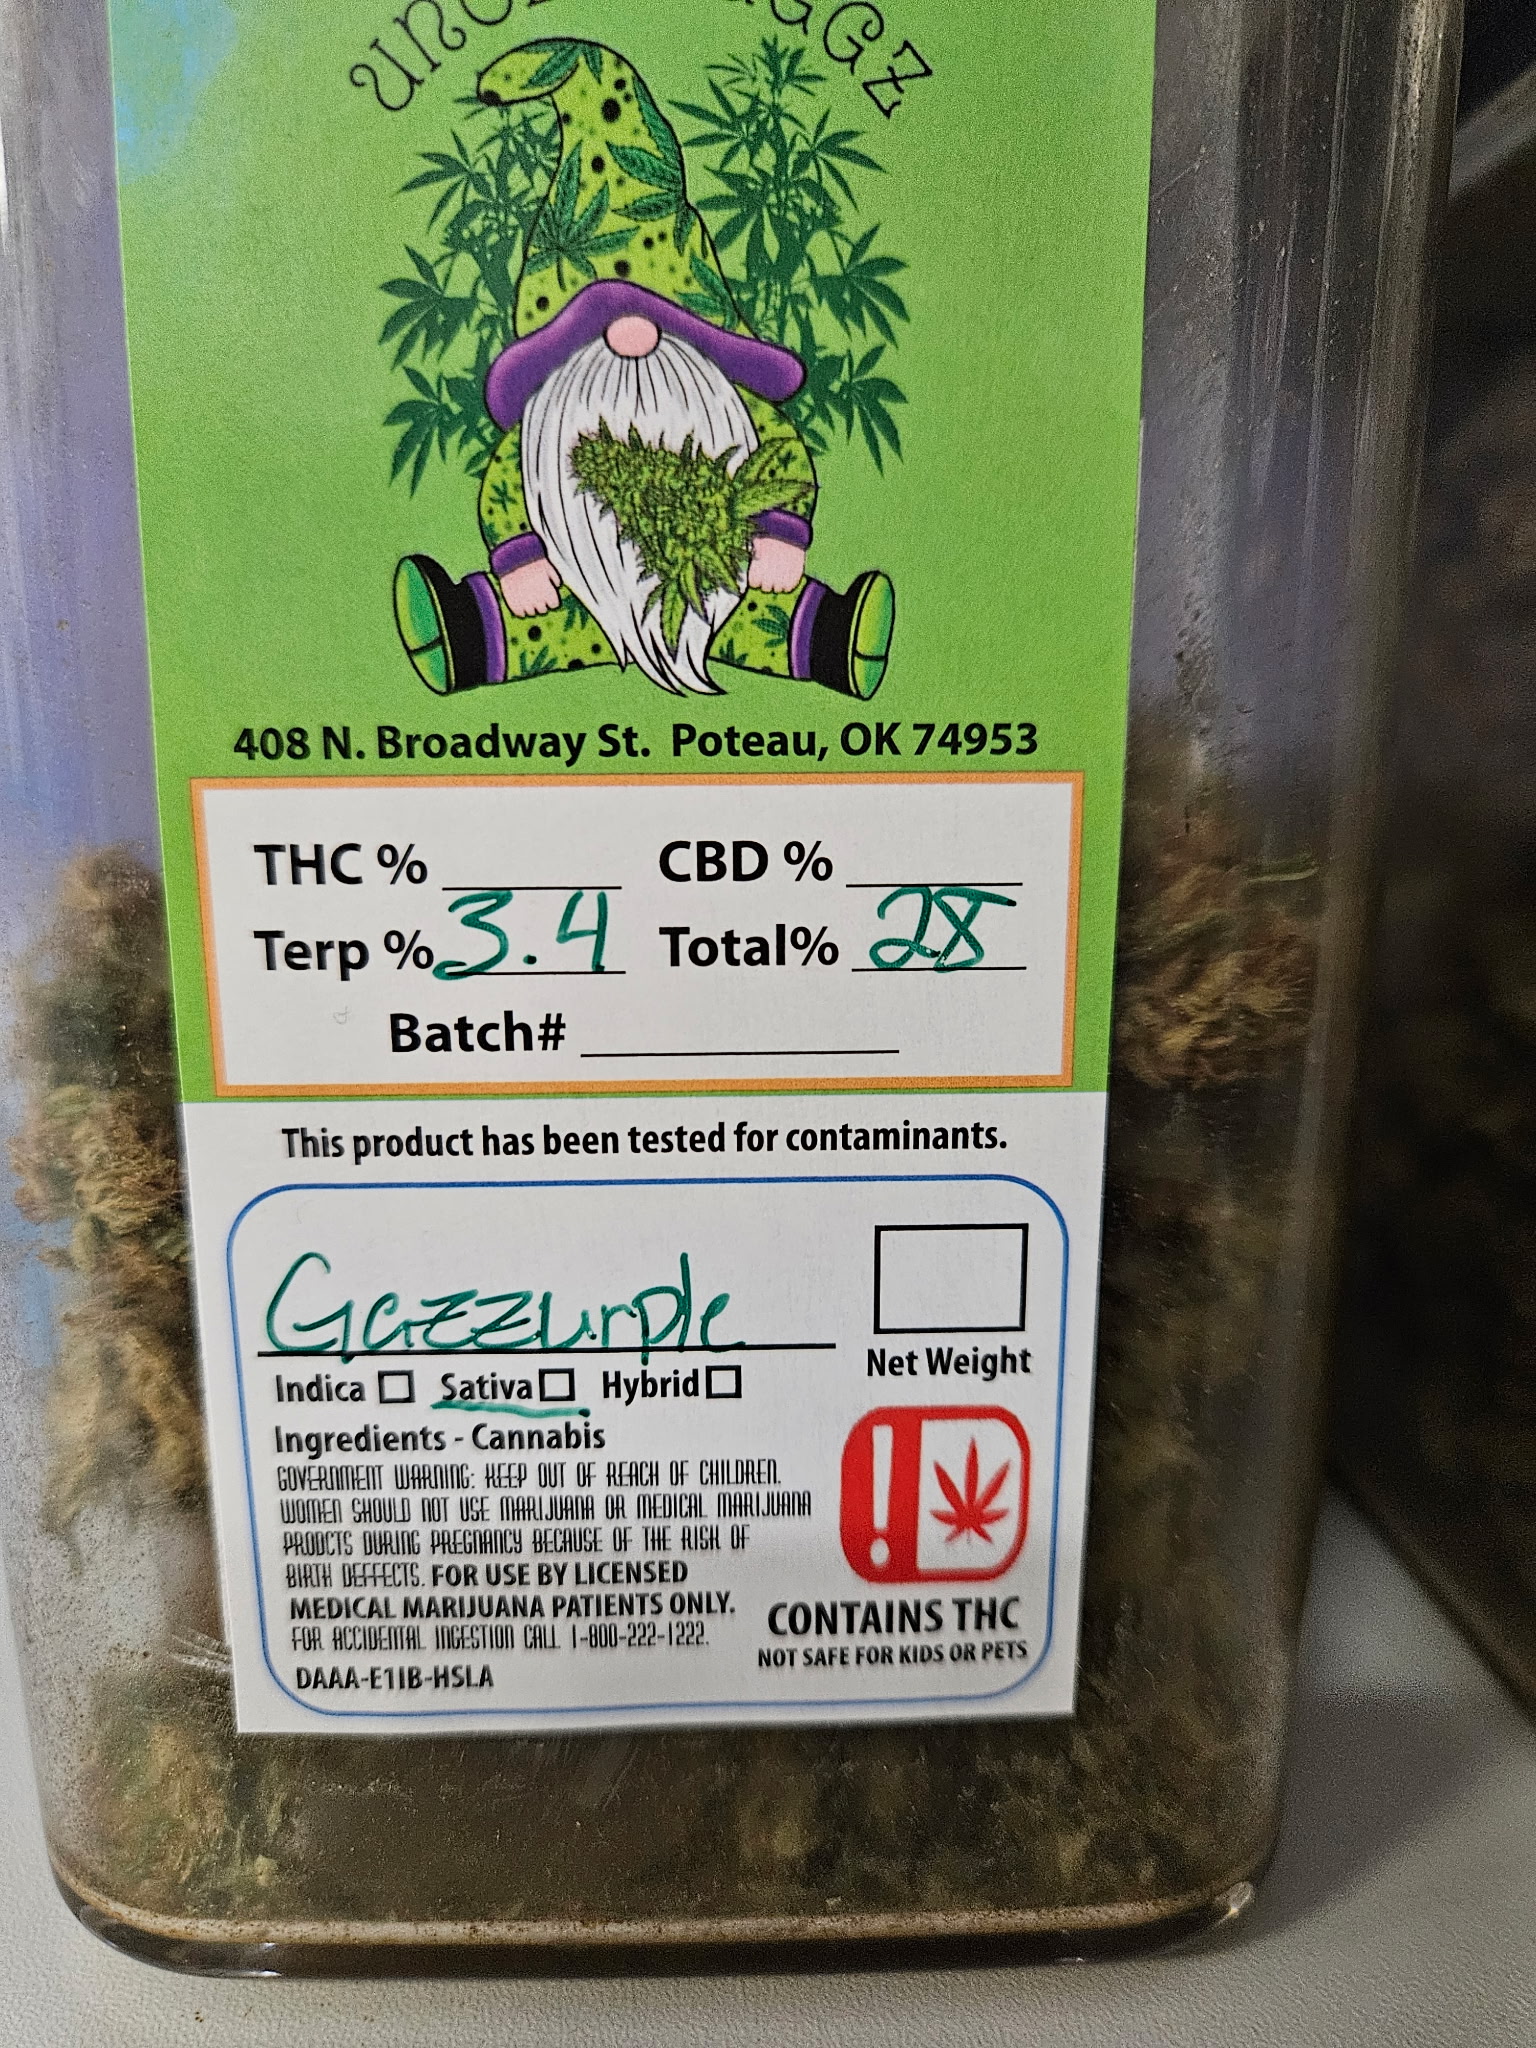 408 N. Broadway St. Poteau, OK 74953
THC % CBD %
Terp % 3.4 Total% 28
Batch#
This product has been tested for contaminants.
Gazzurple
Net Weight
Indica Sativa Hybrid
Ingredients - Cannabis
GOVERNMENT WARNING: KEEP OUT OF REACH OF CHILDREN.
WOMEN SHOULD NOT USE MARIJUANA OR MEDICAL MARIJUANA
PRODCTS DURING PREGNANCY BECAUSE OF THE RISK OF
BIRTH DEFFECTS. FOR USE BY LICENSED
MEDICAL MARIJUANA PATIENTS ONLY.
FOR ACCIDENTAL INGESTION CALL 1-800-222-1222.
DAAA-E1IB-HSLA
CONTAINS THC
NOT SAFE FOR KIDS OR PETS